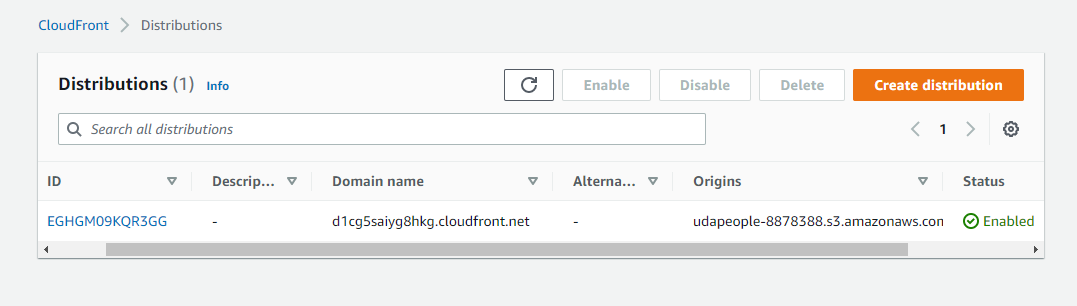 CloudFront > Distributions
Distributions (1) Info
Enable Disable Delete Create distribution
Search all distributions
1
ID Descrip... Domain name Alterna... Origins Status
EGHGM09KQR3GG - d1cg5saiyg8hkg.cloudfront.net - udapeople-8878388.s3.amazonaws.con Enabled